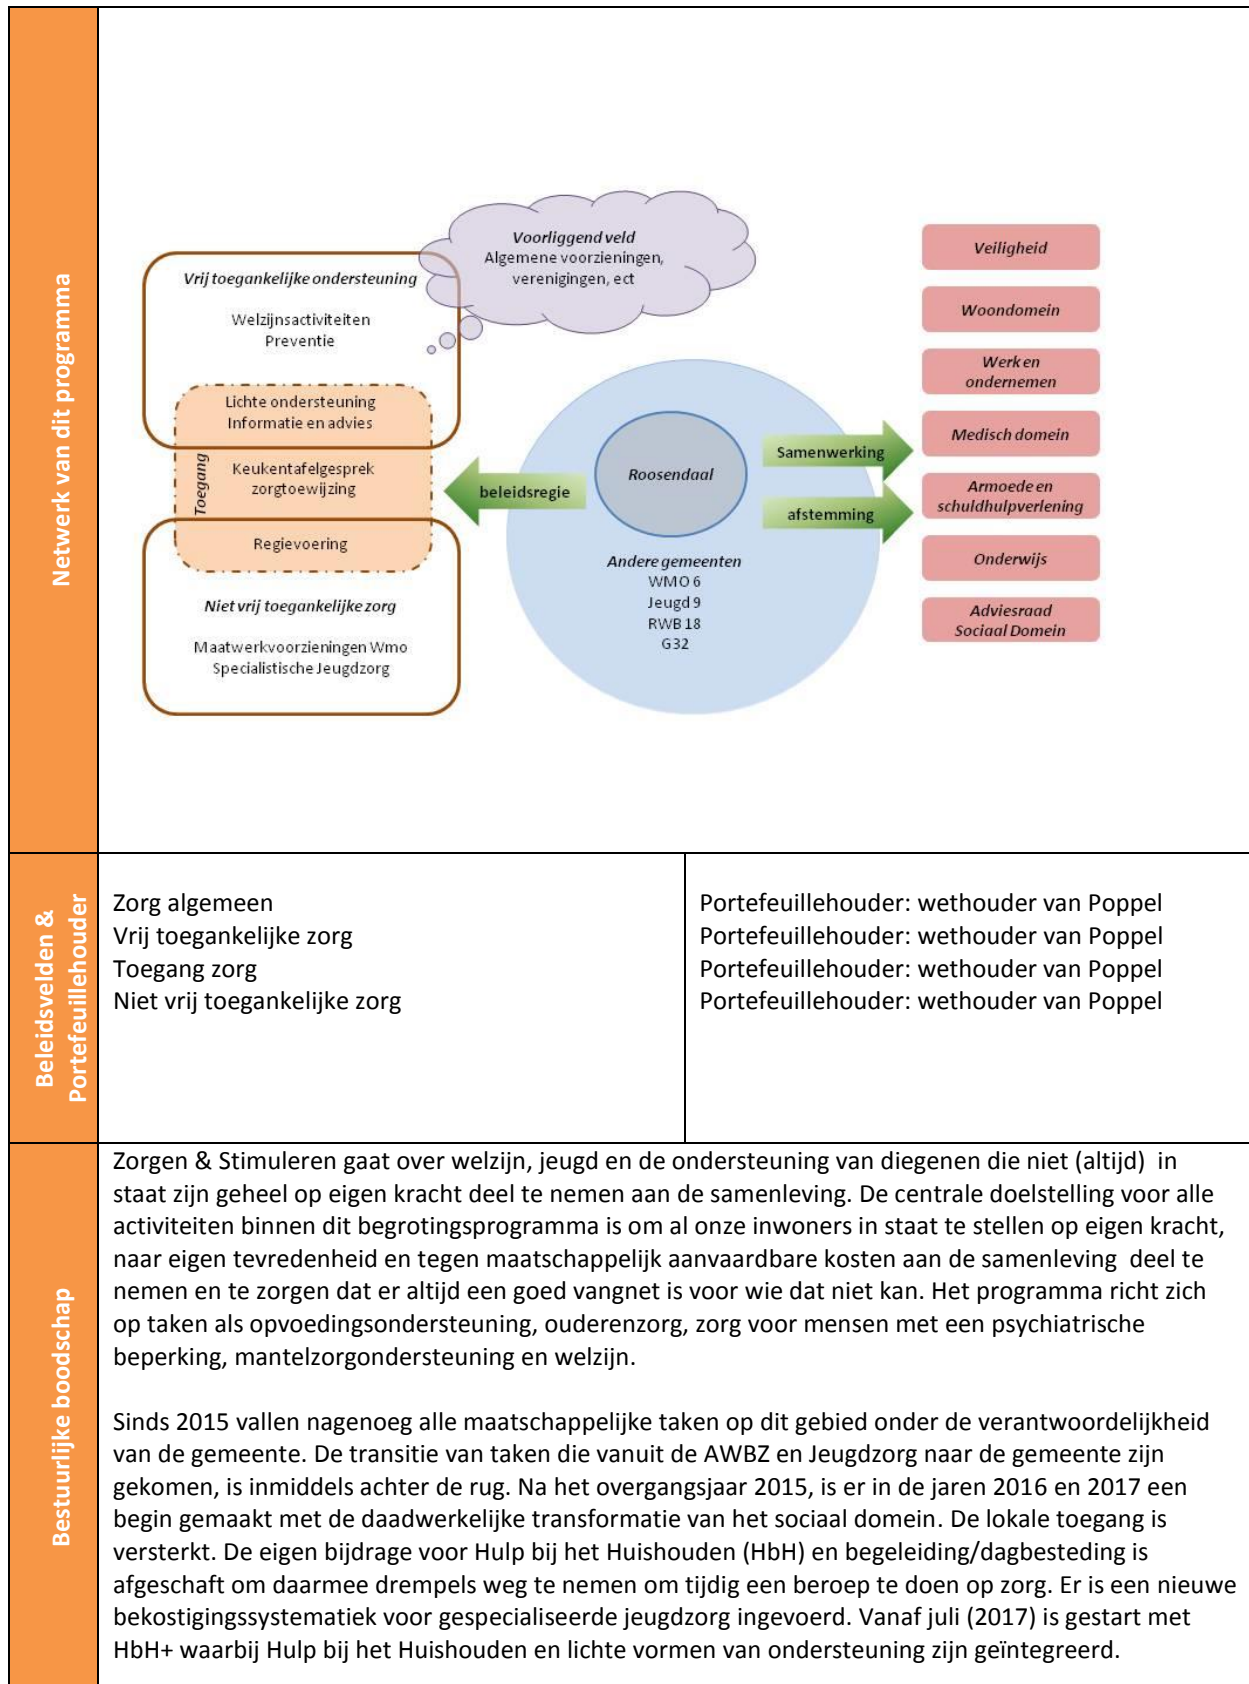 Netwerk van dit programma
Voorliggend veld
Algemene voorzieningen,
verenigingen, ect
Vrij toegankelijke ondersteuning
Welzijnsactiviteiten
Preventie
Lichte ondersteuning
Informatie en advies
Toegang
Keukentafelgesprek
zorgtoewijzing
Regievoering
Niet vrij toegankelijke zorg
Maatwerkvoorzieningen Wmo
Specialistische Jeugdzorg
beleidsregie
Roosendaal
Andere gemeenten
WMO 6
Jeugd 9
RWB 18
G32
Samenwerking
afstemming
Veiligheid
Woondomein
Werk en
ondernemen
Medisch domein
Armoede en
schuldhulpverlening
Onderwijs
Adviesraad
Sociaal Domein
Beleidsvelden &
Portefeuillehouder
Zorg algemeen
Vrij toegankelijke zorg
Toegang zorg
Niet vrij toegankelijke zorg
Portefeuillehouder: wethouder van Poppel
Portefeuillehouder: wethouder van Poppel
Portefeuillehouder: wethouder van Poppel
Portefeuillehouder: wethouder van Poppel
Bestuurlijke boodschap
Zorgen & Stimuleren gaat over welzijn, jeugd en de ondersteuning van diegenen die niet (altijd)  in
staat zijn geheel op eigen kracht deel te nemen aan de samenleving. De centrale doelstelling voor alle
activiteiten binnen dit begrotingsprogramma is om al onze inwoners in staat te stellen op eigen kracht,
naar eigen tevredenheid en tegen maatschappelijk aanvaardbare kosten aan de samenleving  deel te
nemen en te zorgen dat er altijd een goed vangnet is voor wie dat niet kan. Het programma richt zich
op taken als opvoedingsondersteuning, ouderenzorg, zorg voor mensen met een psychiatrische
beperking, mantelzorgondersteuning en welzijn.
Sinds 2015 vallen nagenoeg alle maatschappelijke taken op dit gebied onder de verantwoordelijkheid
van de gemeente. De transitie van taken die vanuit de AWBZ en Jeugdzorg naar de gemeente zijn
gekomen, is inmiddels achter de rug. Na het overgangsjaar 2015, is er in de jaren 2016 en 2017 een
begin gemaakt met de daadwerkelijke transformatie van het sociaal domein. De lokale toegang is
versterkt. De eigen bijdrage voor Hulp bij het Huishouden (HbH) en begeleiding/dagbesteding is
afgeschaft om daarmee drempels weg te nemen om tijdig een beroep te doen op zorg. Er is een nieuwe
bekostigingssystematiek voor gespecialiseerde jeugdzorg ingevoerd. Vanaf juli (2017) is gestart met
HbH+ waarbij Hulp bij het Huishouden en lichte vormen van ondersteuning zijn geïntegreerd.